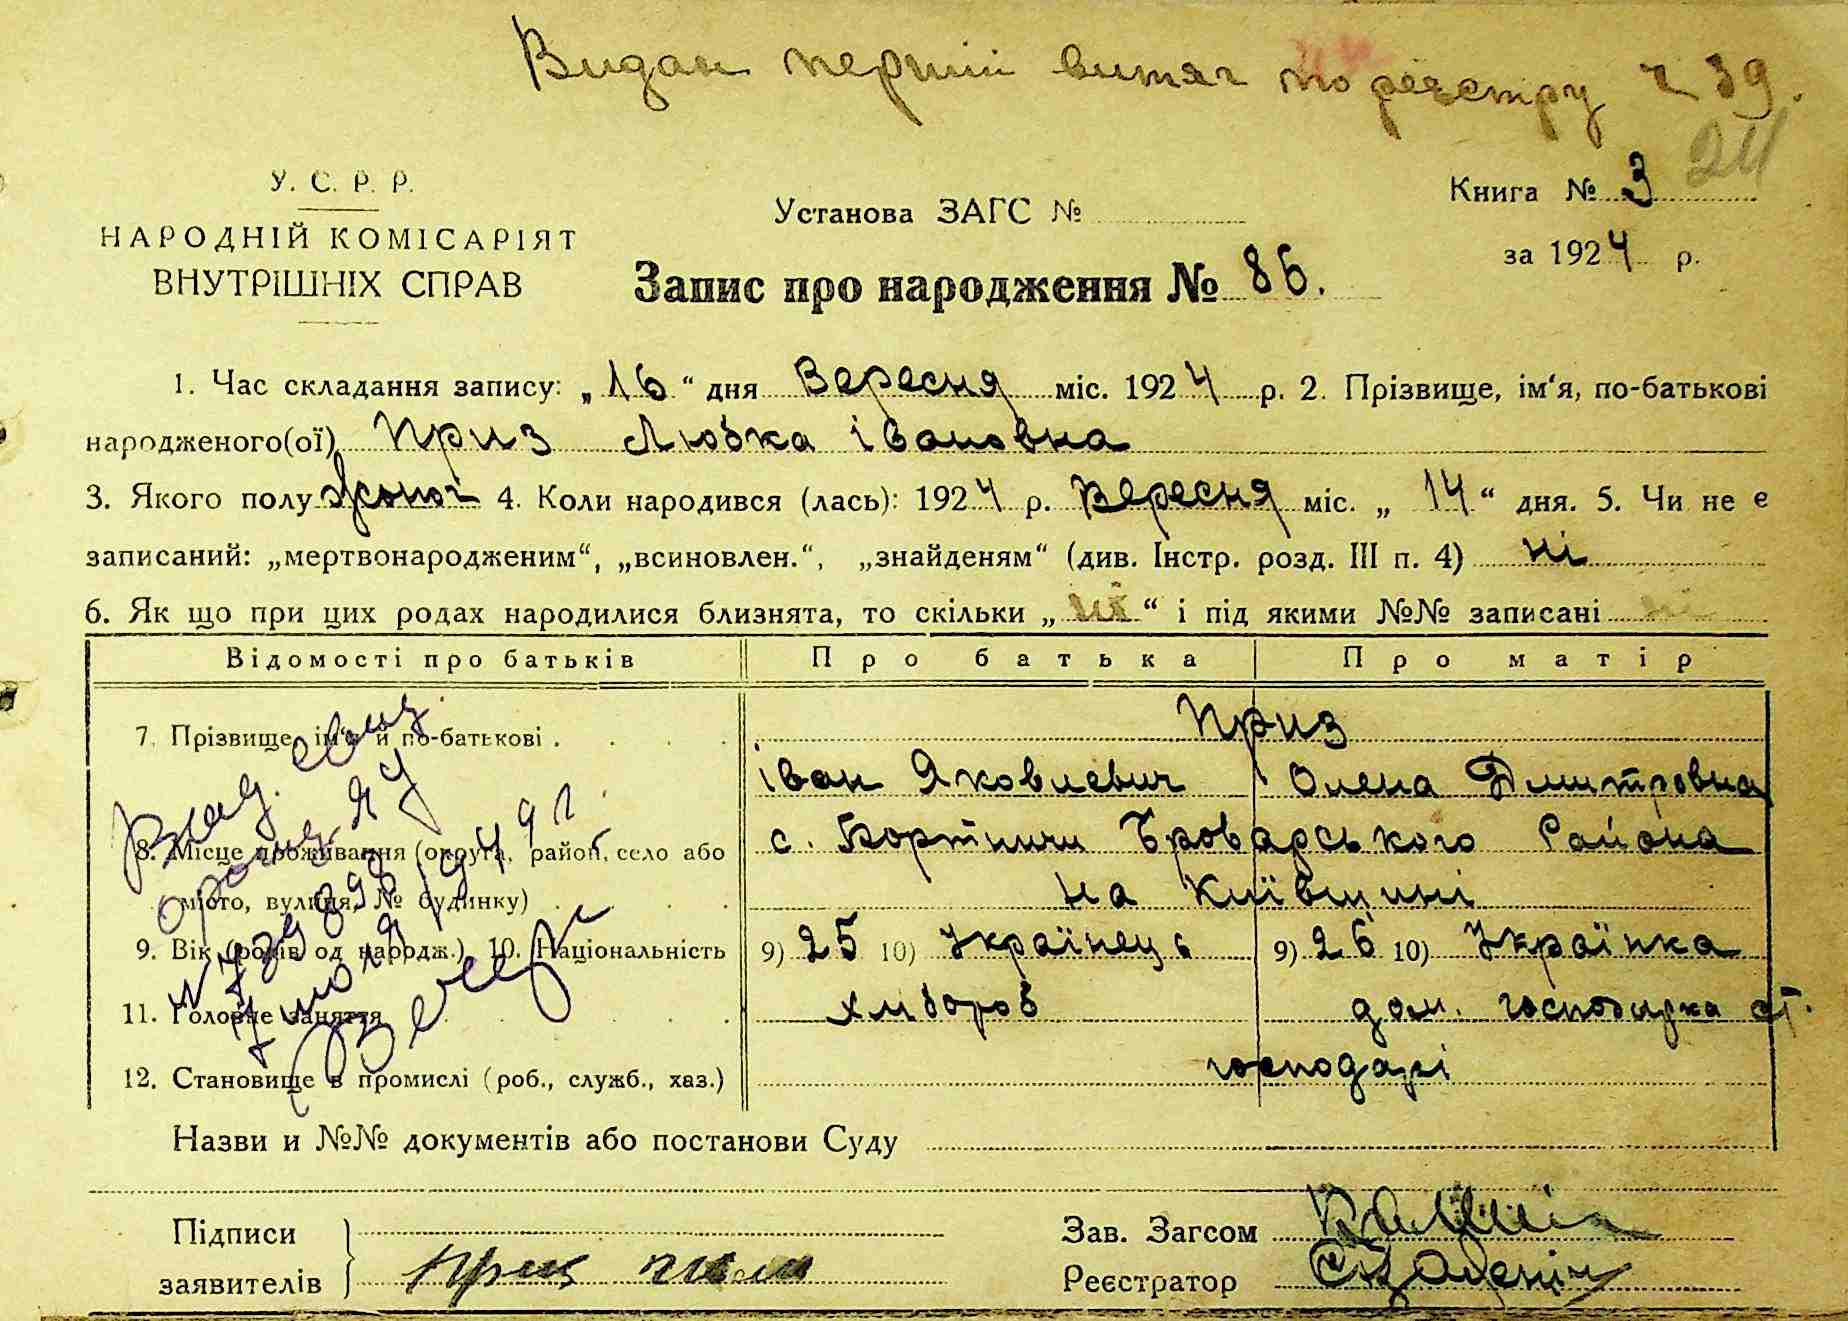 Видан перший витяг по реєстру ч 39.
24
У. С. Р. Р.
НАРОДНІЙ КОМІСАРІЯТ
ВНУТРІШНІХ СПРАВ
Установа ЗАГС №
Книга № 3
за 1924 р.
Запис про народження № 86.
1. Час складання запису: „16“ дня Вересня міс. 1924 р. 2. Прізвище, ім‘я, по-батькові
народженого(ої) Приз Любка Івановна
3. Якого полу жоної 4. Коли народився (лась): 1924 р. Вересня міс. „14“ дня. 5. Чи не е
записаний: „мертвонародженим“, „всиновлен.“, „знайденям“ (див. Інстр. розд. III п. 4) ні
6. Як що при цих родах народилися близнята, то скільки „ні“ і під якими №№ записані ні
Відомості про батьків Про батька Про матір
7. Прізвище, ім‘я й по-батькові . . . . Приз
Іван Яковлевич Олена Дмитровна
8. Місце проживання (округа, район, село або с. Бортничи Броварського Района
місто, вулиця, № будинку) . . . . на Київщині
9. Вік (років од народж.) 10. Національність 9) 25 10) Українець 9) 26 10) Українка
11. Головне заняття . . . . хлібороб дом. господырка
12. Становище в промислі (роб., служб., хаз.) господарі
Назви и №№ документів або постанови Суду
Підписи
заявителів
Приз
Зав. Загсом
Реєстратор